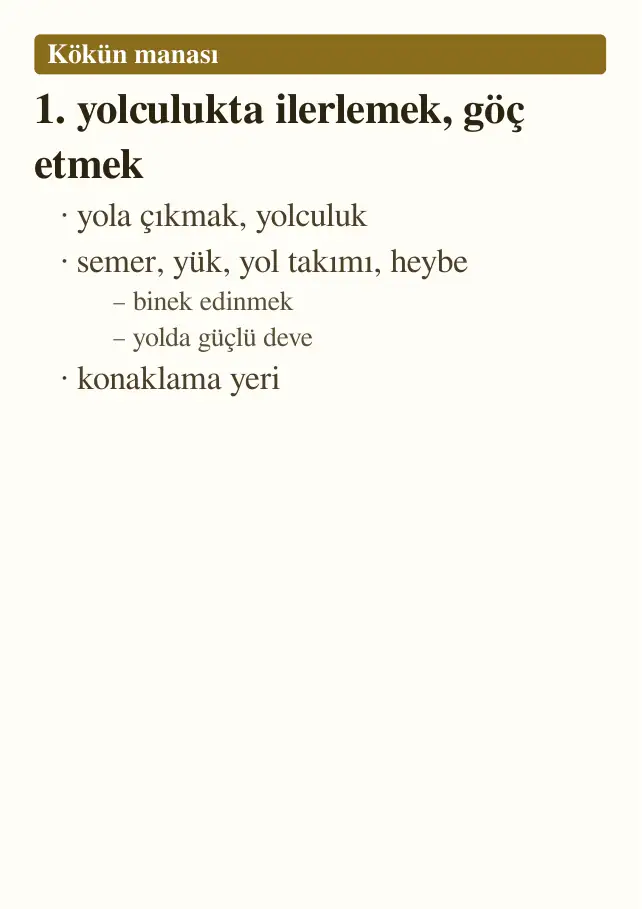 Kökün manası
1. yolculukta ilerlemek, göç
etmek
· yola çıkmak, yolculuk
· semer, yük, yol takımı, heybe
– binek edinmek
– yolda güçlü deve
· konaklama yeri